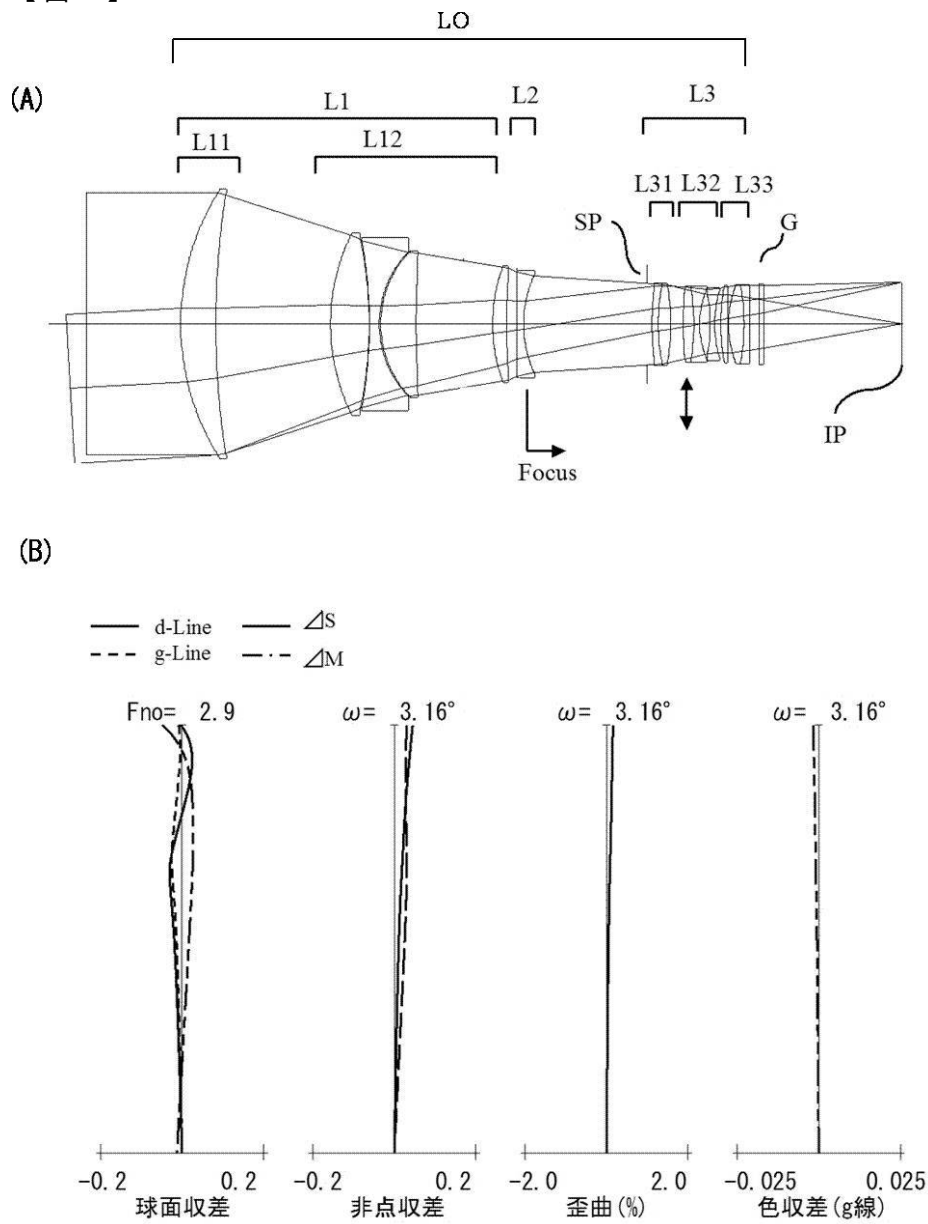 LO
(A)
L1
L2
L3
L11
L12
L31
L32
L33
SP
G
IP
Focus
(B)
d-Line
⊿S
g-Line
⊿M
Fno= 2.9
ω= 3.16°
ω= 3.16°
ω= 3.16°
-0.2
0.2
-0.2
0.2
-2.0
2.0
-0.025
0.025
球面収差
非点収差
歪曲(%)
色収差(g線)